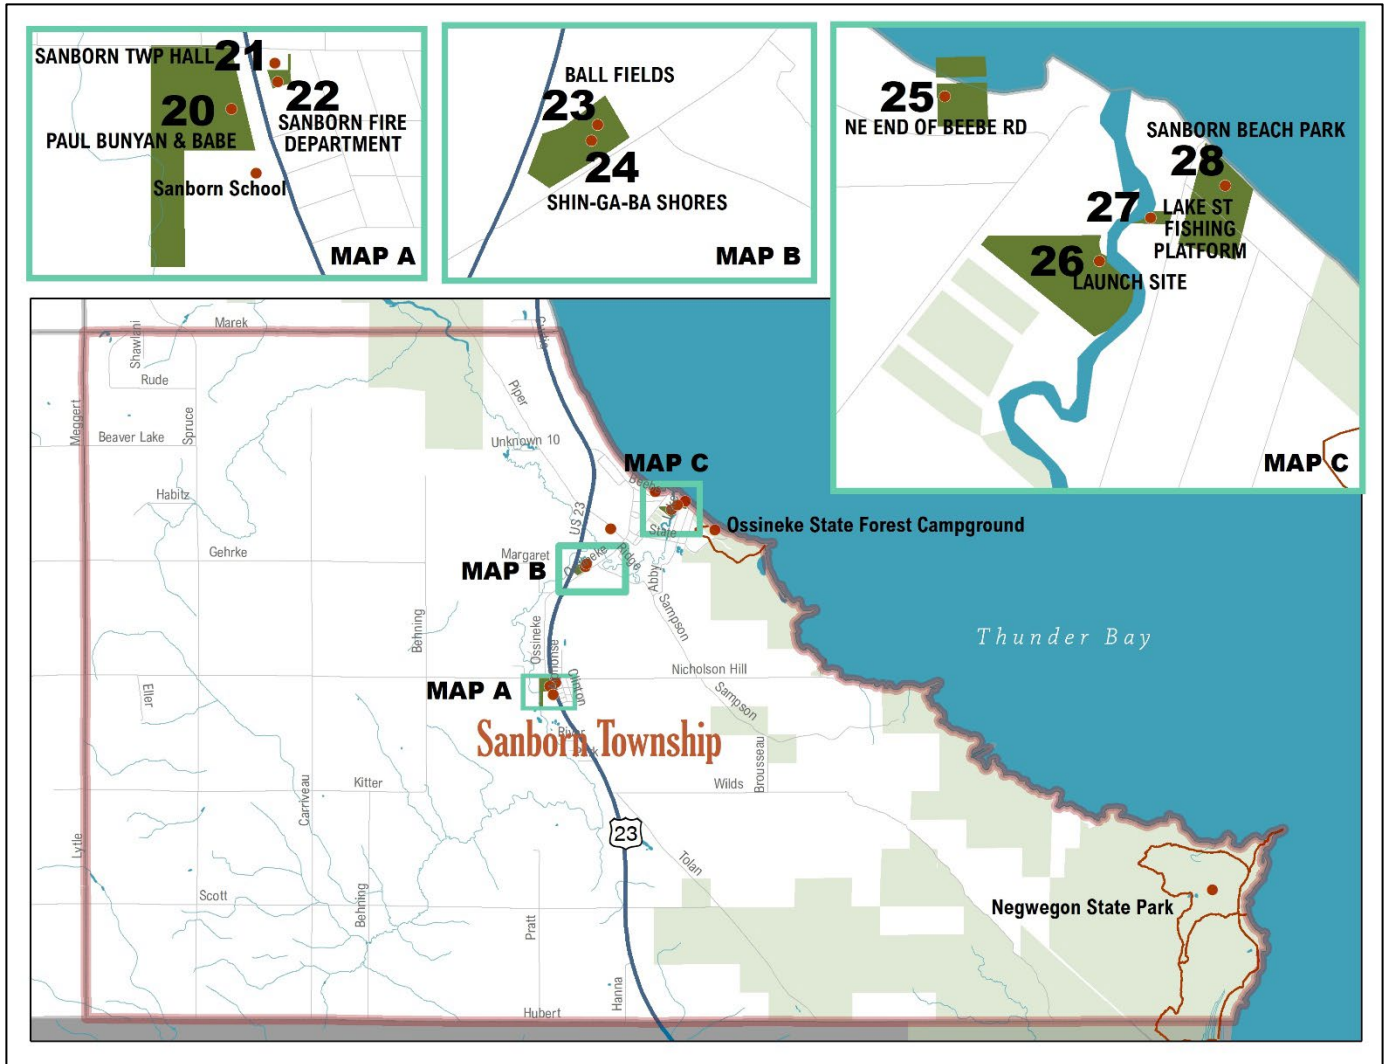 SANBORN TWP HALL 21
20
22
PAUL BUNYAN & BABE
SANBORN FIRE
DEPARTMENT
Sanborn School
MAP A
BALL FIELDS
23
24
SHIN-GA-BA SHORES
MAP B
25
NE END OF BEEBE RD
SANBORN BEACH PARK
28
27
LAKE ST
FISHING
PLATFORM
26
LAUNCH SITE
MAP C
Marek
Shawlani
Rude
Meggert
Spruce
Beaver Lake
Piper
Unknown 10
MAP C
Habitz
US 23
State
Ossineke State Forest Campground
Gehrke
Margaret
Ridge
MAP B
Abby
Sampson
Behning
Ossineke
Thunder Bay
Nicholson Hill
Clinton
MAP A
Eller
Sampson
River
Sanborn Township
Brousseau
Kitter
Wilds
Carriveau
23
Lytle
Tolan
Scott
Behning
Pratt
Negwegon State Park
Hanna
Hubert